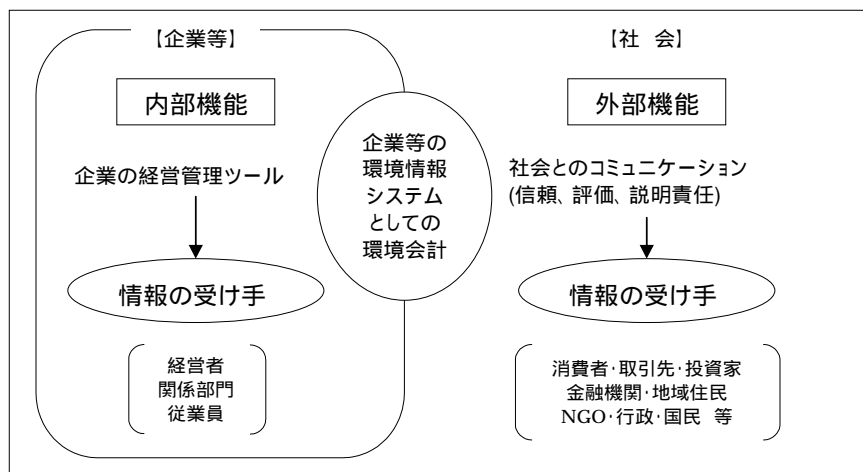 【企業等】
内部機能
企業の経営管理ツール
情報の受け手
経営者
関係部門
従業員
企業等の
環境情報
システム
としての
環境会計
【社 会】
外部機能
社会とのコミュニケーション
(信頼、評価、説明責任)
情報の受け手
消費者・取引先・投資家
金融機関・地域住民
NGO・行政・国民 等